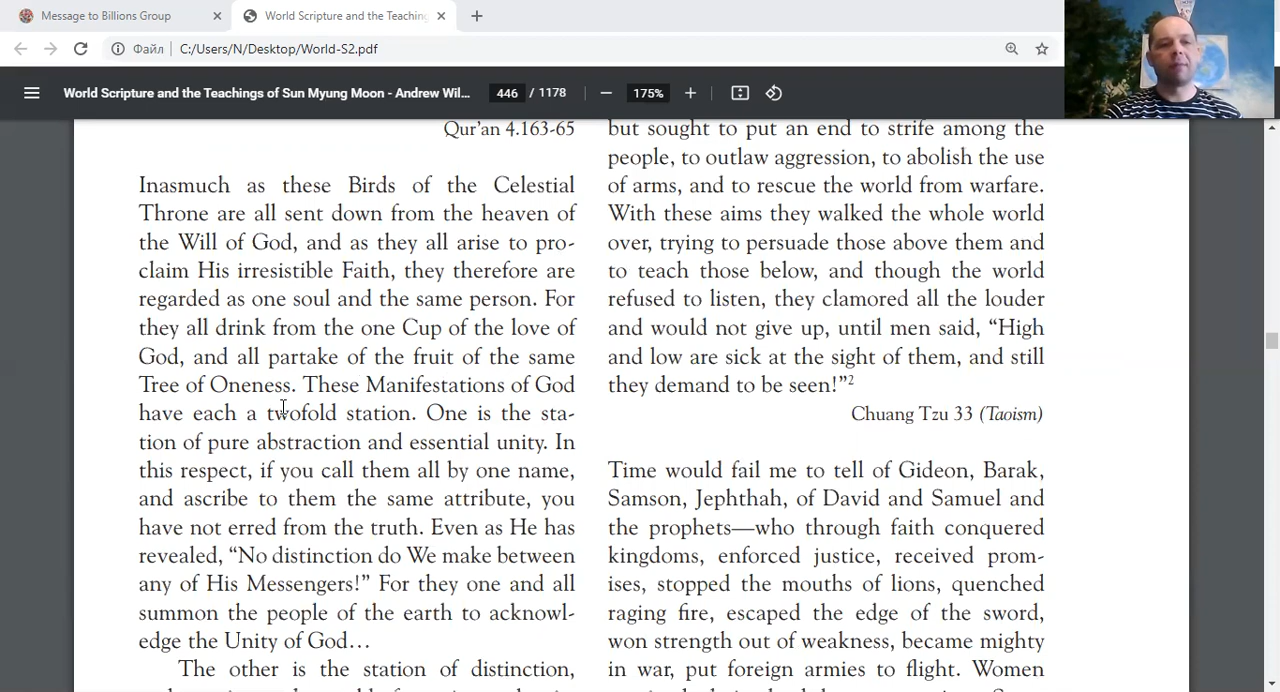 Message to Billions Group
World Scripture and the Teaching
Файл
C:/Users/N/Desktop/World-S2.pdf
World Scripture and the Teachings of Sun Myung Moon - Andrew Wil...
446 / 1178
175%
Qur'an 4.163-65
Inasmuch as these Birds of the Celestial
Throne are all sent down from the heaven of
the Will of God, and as they all arise to pro-
claim His irresistible Faith, they therefore are
regarded as one soul and the same person. For
they all drink from the one Cup of the love of
God, and all partake of the fruit of the same
Tree of Oneness. These Manifestations of God
have each a twofold station. One is the sta-
tion of pure abstraction and essential unity. In
this respect, if you call them all by one name,
and ascribe to them the same attribute, you
have not erred from the truth. Even as He has
revealed, “No distinction do We make between
any of His Messengers!” For they one and all
summon the people of the earth to acknowl-
edge the Unity of God…
The other is the station of distinction,
but sought to put an end to strife among the
people, to outlaw aggression, to abolish the use
of arms, and to rescue the world from warfare.
With these aims they walked the whole world
over, trying to persuade those above them and
to teach those below, and though the world
refused to listen, they clamored all the louder
and would not give up, until men said, “High
and low are sick at the sight of them, and still
they demand to be seen!”2
Chuang Tzu 33 (Taoism)
Time would fail me to tell of Gideon, Barak,
Samson, Jephthah, of David and Samuel and
the prophets—who through faith conquered
kingdoms, enforced justice, received prom-
ises, stopped the mouths of lions, quenched
raging fire, escaped the edge of the sword,
won strength out of weakness, became mighty
in war, put foreign armies to flight. Women